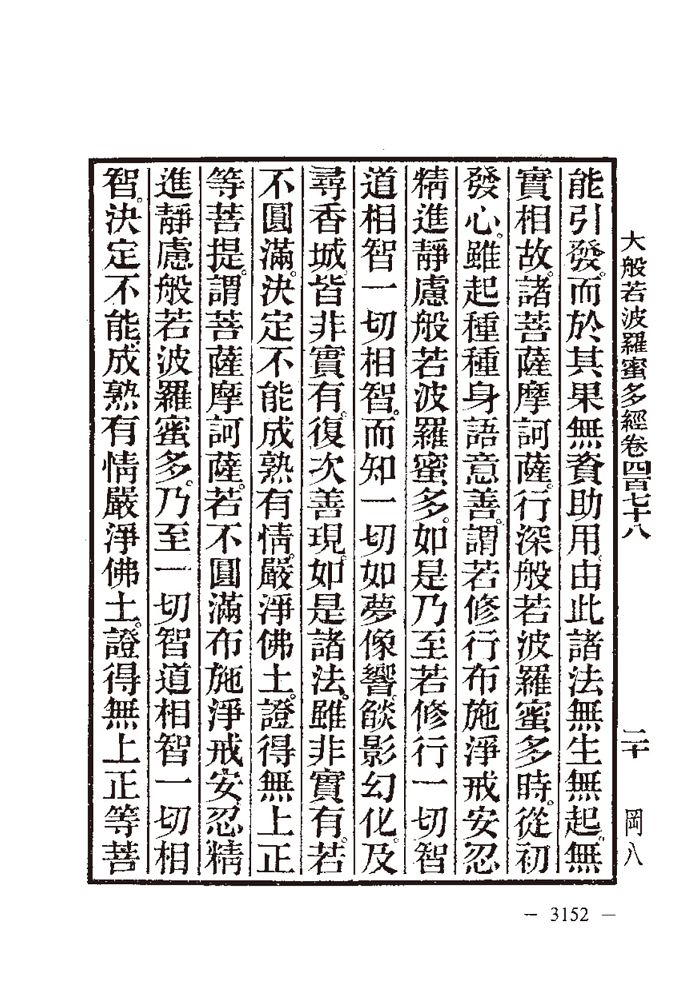 大般若波羅蜜多經卷四百七十八 二十 岡八
能引發。而於其果無資助用。由此諸法無生無起。無
實相故。諸菩薩摩訶薩。行深般若波羅蜜多時。從初
發心。雖起種種身語意善。謂若修行布施淨戒安忍
精進靜慮般若波羅蜜多。如是乃至若修行一切智
道相智一切相智。而知一切如夢像響燄影幻化。及
尋香城皆非實有。復次善現。如是諸法。雖非實有。若
不圓滿。決定不能成熟有情。嚴淨佛土。證得無上正
等菩提。謂菩薩摩訶薩。若不圓滿布施淨戒安忍精
進靜慮般若波羅蜜多。乃至一切智道相智一切相
智。決定不能成熟有情嚴淨佛土。證得無上正等菩
— 3152 —